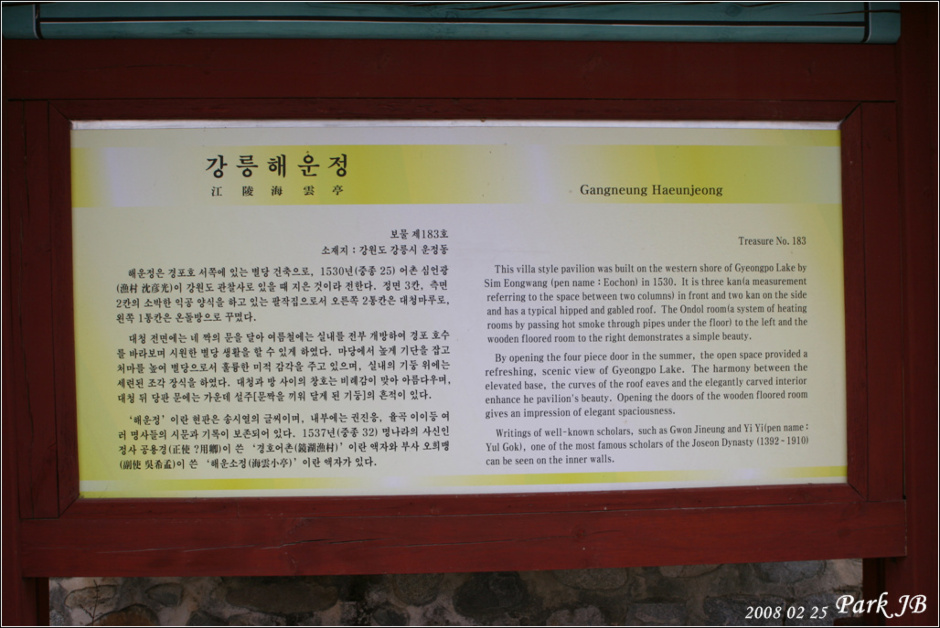 강릉해운정
江陵海雲亭
보물 제183호
소재지 : 강원도 강릉시 운정동
해운정은 경포호 서쪽에 있는 별당 건축으로, 1530년(중종 25) 어촌 심언광
(漁村 沈彦光)이 강원도 관찰사로 있을 때 지은 것이라 전한다. 정면 3칸, 측면
2칸의 소박한 익공 양식을 하고 있는 팔작집으로서 오른쪽 2통칸은 대청마루로,
왼쪽 1통칸은 온돌방으로 꾸몄다.
대청 전면에는 네 짝의 문을 달아 여름철에는 실내를 전부 개방하여 경포 호수
를 바라보며 시원한 별당 생활을 할 수 있게 하였다. 마당에서 높게 기단을 잡고
처마를 높여 별당으로서 훌륭한 미적 감각을 주고 있으며, 실내의 기둥 위에는
세련된 조각 장식을 하였다. 대청과 방 사이의 창호는 비례감이 맞아 아름다우며,
대청 뒤 당판 문에는 가운데 설주[문짝을 끼워 달게 된 기둥]의 흔적이 있다.
‘해운정’ 이란 현판은 송시열의 글씨이며, 내부에는 권진응, 율곡 이이등 여
러 명사들의 시문과 기록이 보존되어 있다. 1537년(중종 32) 명나라의 사신인
정사 공용경(正使 ?用卿)이 쓴 ‘경호어촌(鏡湖漁村)’ 이란 액자와 부사 오희맹
(副使 吳希孟)이 쓴 ‘해운소정(海雲小亭)’ 이란 액자가 있다.
Gangneung Haeunjeong
Treasure No. 183
This villa style pavilion was built on the western shore of Gyeongpo Lake by
Sim Eongwang (pen name : Eochon) in 1530. It is three kan(a measurement
referring to the space between two columns) in front and two kan on the side
and has a typical hipped and gabled roof. The Ondol room(a system of heating
rooms by passing hot smoke through pipes under the floor) to the left and the
wooden floored room to the right demonstrates a simple beauty.
By opening the four piece door in the summer, the open space provided a
refreshing, scenic view of Gyeongpo Lake. The harmony between the
elevated base, the curves of the roof eaves and the elegantly carved interior
enhance he pavilion's beauty. Opening the doors of the wooden floored room
gives an impression of elegant spaciousness.
Writings of well-known scholars, such as Gwon Jineung and Yi Yi(pen name :
Yul Gok), one of the most famous scholars of the Joseon Dynasty (1392-1910)
can be seen on the inner walls.
2008 02 25 Park JB